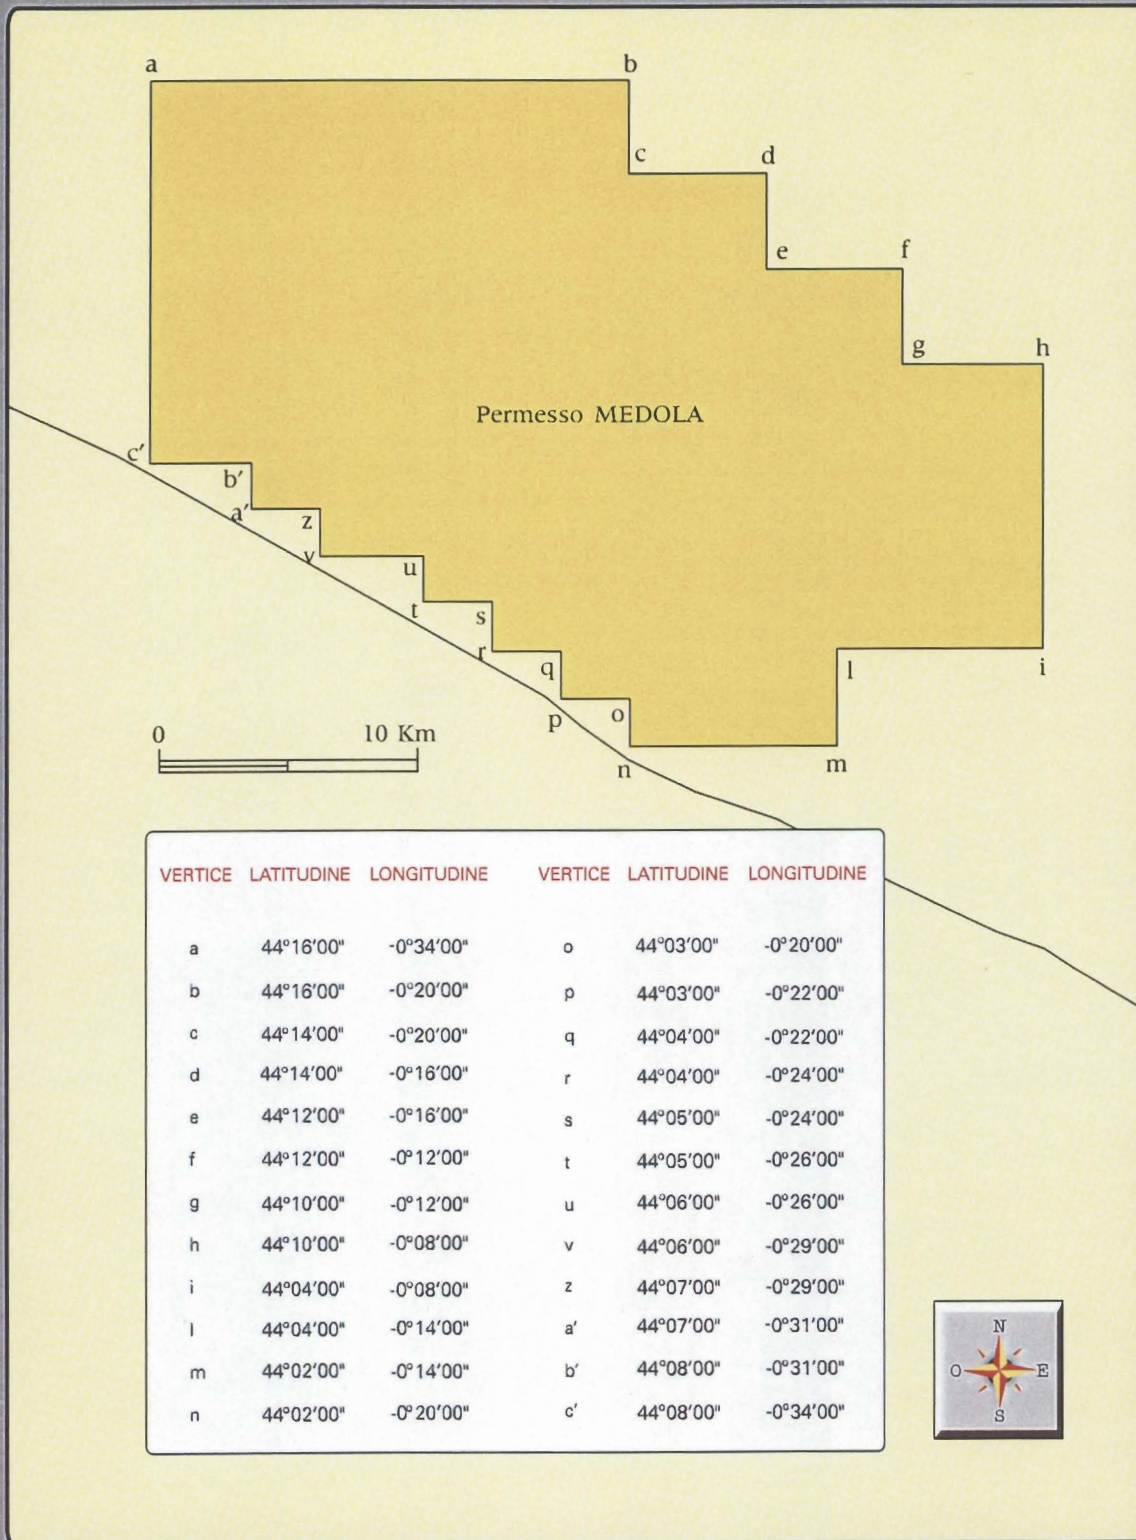 a b
c d
e f
g h
Permesso MEDOLA
c'
b'
a' z
v u
t s
r q l i
p o
0 10 Km
n m
VERTICE LATITUDINE LONGITUDINE VERTICE LATITUDINE LONGITUDINE
a 44°16'00" -0°34'00" o 44°03'00" -0°20'00"
b 44°16'00" -0°20'00" p 44°03'00" -0°22'00"
c 44°14'00" -0°20'00" q 44°04'00" -0°22'00"
d 44°14'00" -0°16'00" r 44°04'00" -0°24'00"
e 44°12'00" -0°16'00" s 44°05'00" -0°24'00"
f 44°12'00" -0°12'00" t 44°05'00" -0°26'00"
g 44°10'00" -0°12'00" u 44°06'00" -0°26'00"
h 44°10'00" -0°08'00" v 44°06'00" -0°29'00"
i 44°04'00" -0°08'00" z 44°07'00" -0°29'00"
l 44°04'00" -0°14'00" a' 44°07'00" -0°31'00"
m 44°02'00" -0°14'00" b' 44°08'00" -0°31'00"
n 44°02'00" -0°20'00" c' 44°08'00" -0°34'00"
N
O E
S